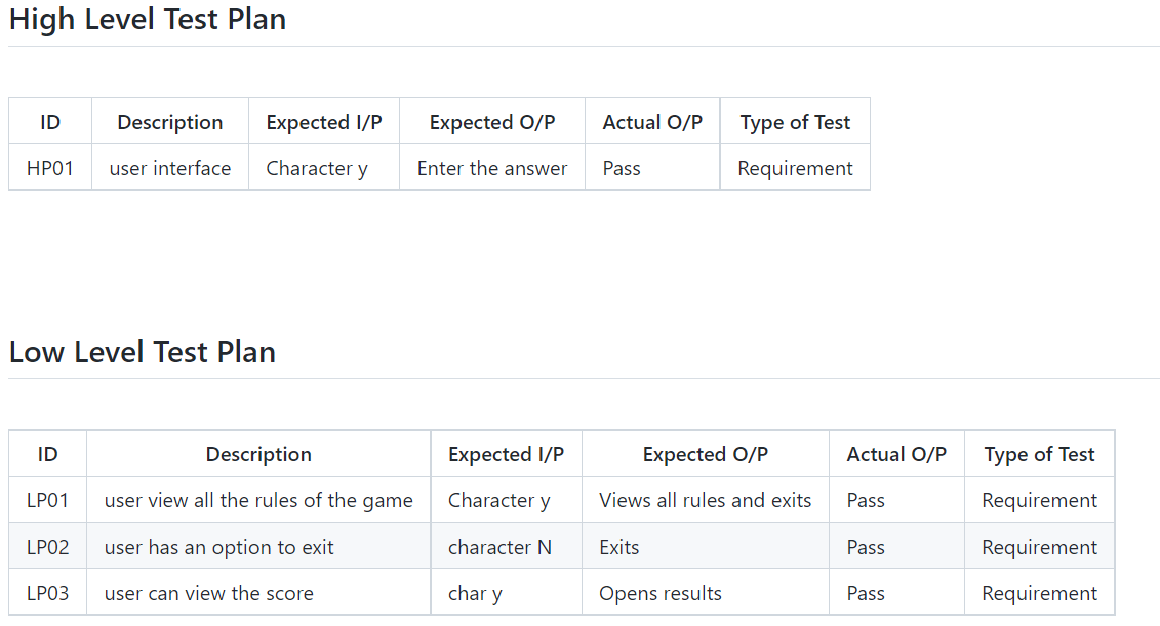 High Level Test Plan
ID Description Expected I/P Expected O/P Actual O/P Type of Test
HP01 user interface Character y Enter the answer Pass Requirement
Low Level Test Plan
ID Description Expected I/P Expected O/P Actual O/P Type of Test
LP01 user view all the rules of the game Character y Views all rules and exits Pass Requirement
LP02 user has an option to exit character N Exits Pass Requirement
LP03 user can view the score char y Opens results Pass Requirement